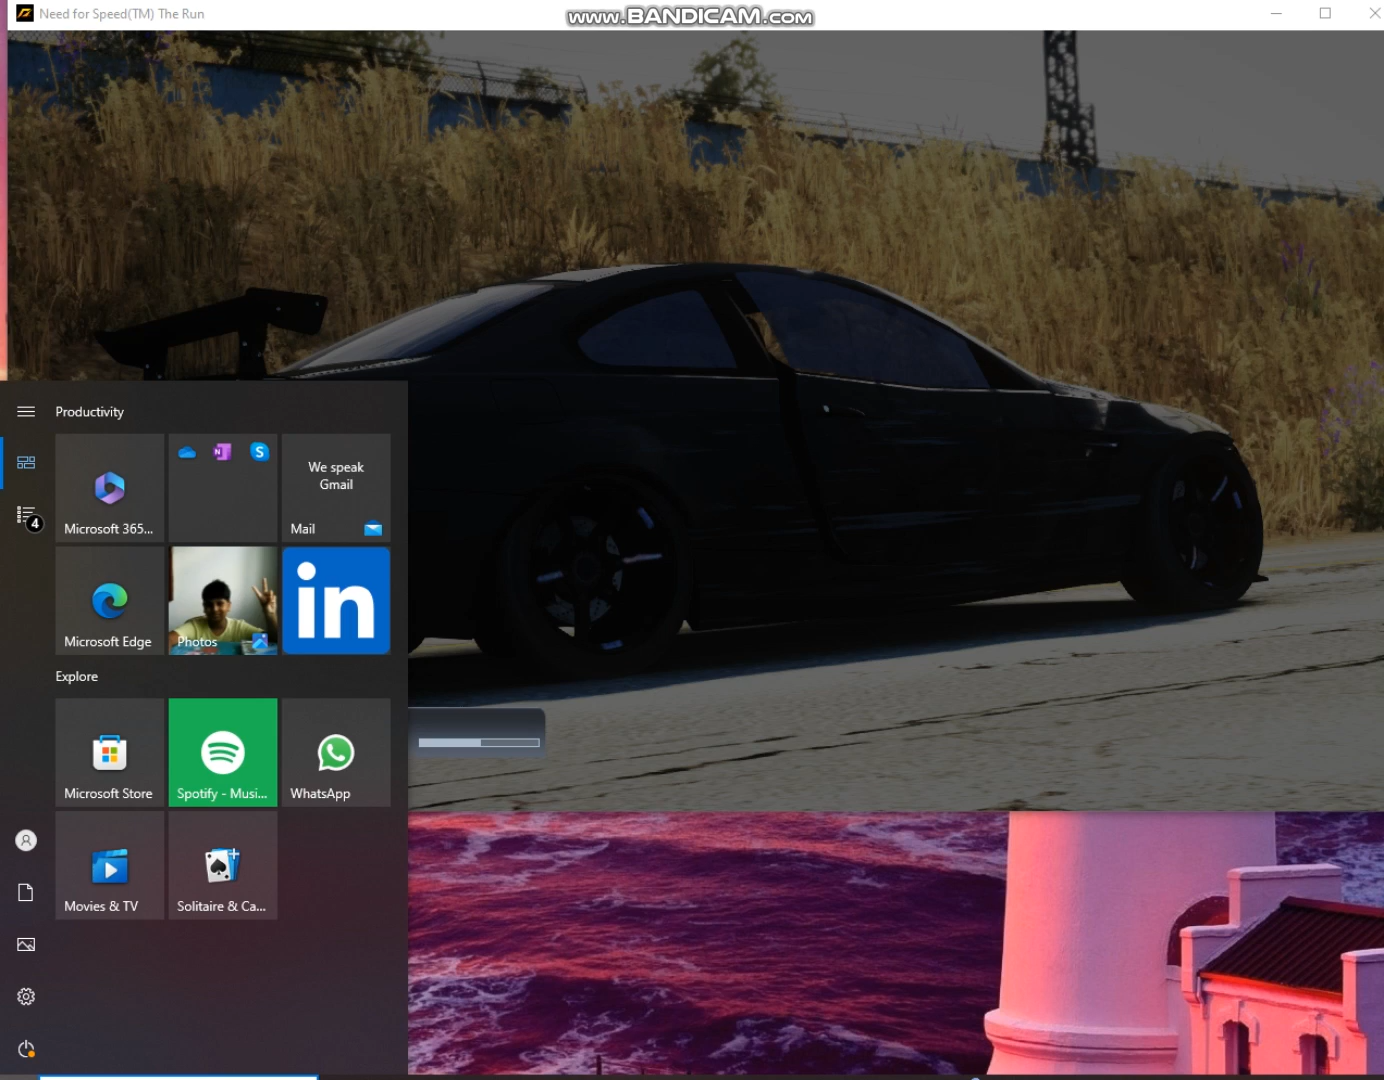 Need for Speed(TM) The Run
www.BANDICAM.com
Productivity
We speak
Gmail
Microsoft 365...
Mail
Microsoft Edge
Photos
in
4
Explore
Microsoft Store
Spotify - Musi...
WhatsApp
Movies & TV
Solitaire & Ca...